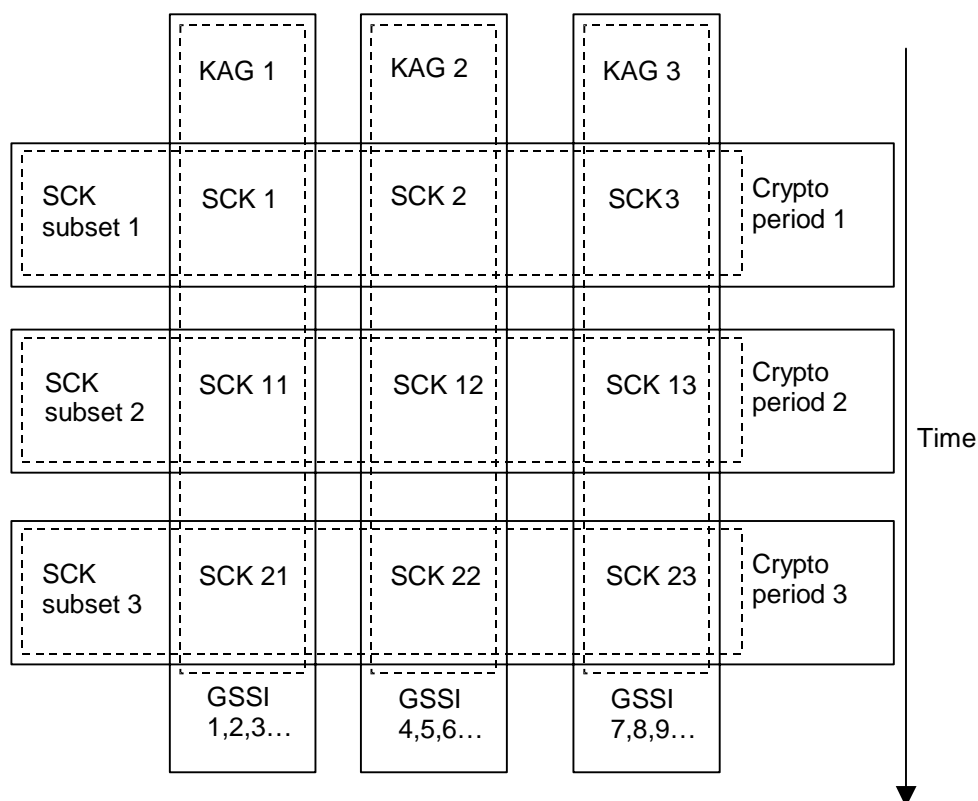 KAG 1
KAG 2
KAG 3
SCK
subset 1
SCK 1
SCK 2
SCK3
Crypto
period 1
SCK
subset 2
SCK 11
SCK 12
SCK 13
Crypto
period 2
Time
SCK
subset 3
SCK 21
SCK 22
SCK 23
Crypto
period 3
GSSI
1,2,3…
GSSI
4,5,6…
GSSI
7,8,9…